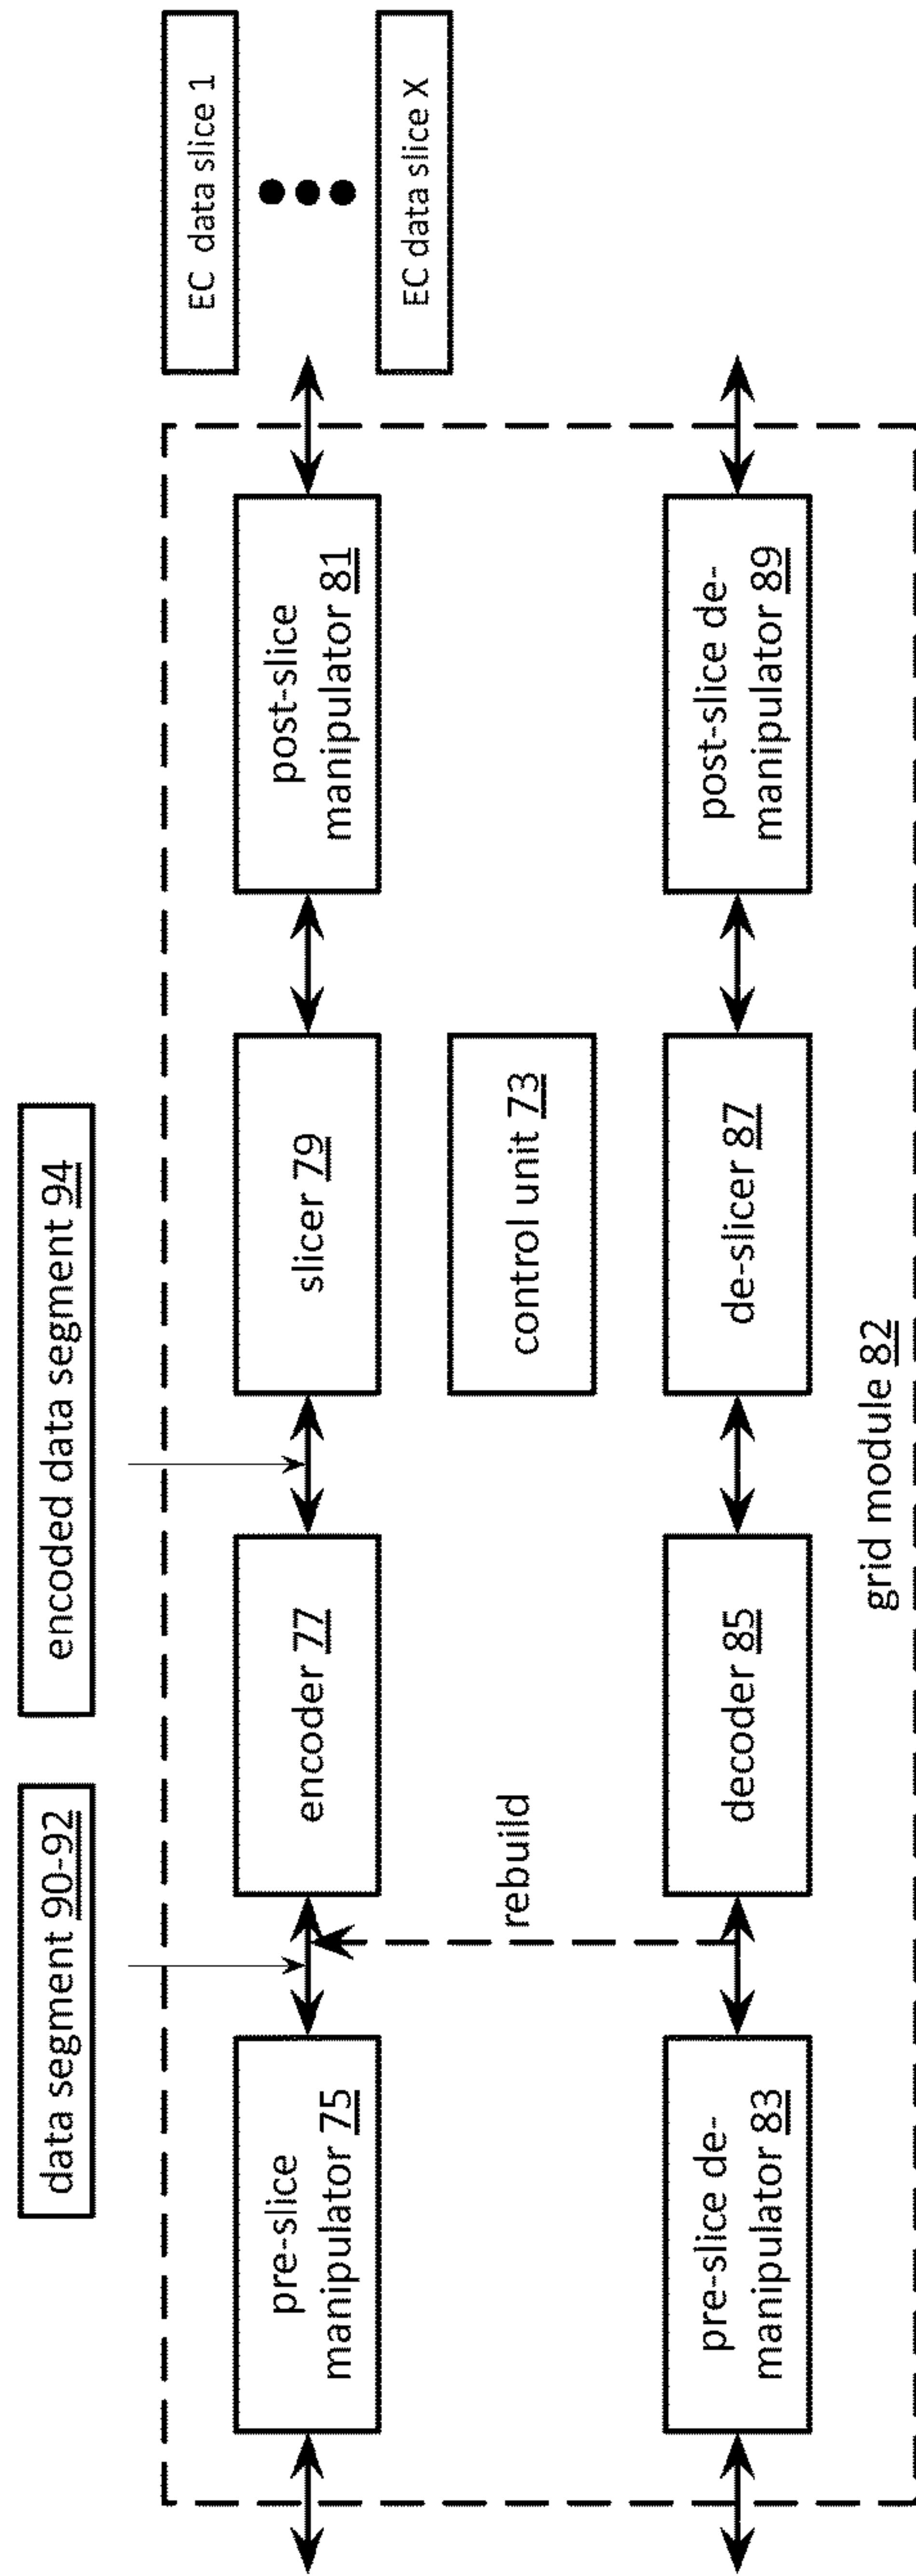 data segment 90-92
encoded data segment 94
EC data slice 1
EC data slice X
pre-slice
manipulator 75
encoder 77
slicer 79
post-slice
manipulator 81
rebuild
control unit 73
pre-slice de-
manipulator 83
decoder 85
de-slicer 87
post-slice de-
manipulator 89
grid module 82